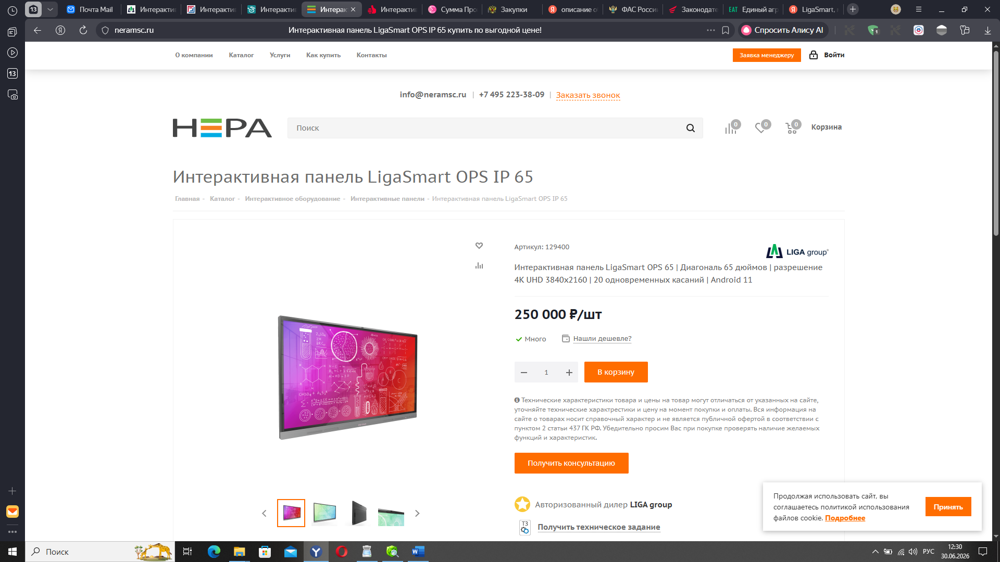 13
Почта Mail
Интерактив
Интерактив
Интерактив
Интерак
Интерактив
Сумма Про
Закупки
описание о
ФАС Росси
Законодате
ЕАТ Единый агр
LigaSmart,
neramsc.ru
Интерактивная панель LigaSmart OPS IP 65 купить по выгодной цене!
Спросить Алису AI
1
13
О компании
Каталог
Услуги
Как купить
Контакты
Заявка менеджеру
Войти
info@neramsc.ru | +7 495 223-38-09 | Заказать звонок
НЕРА
Поиск
0
0
0
Корзина
Интерактивная панель LigaSmart OPS IP 65
Главная - Каталог - Интерактивное оборудование - Интерактивные панели - Интерактивная панель LigaSmart OPS IP 65
Артикул: 129400
LIGA group®
Интерактивная панель LigaSmart OPS 65 | Диагональ 65 дюймов | разрешение
4K UHD 3840x2160 | 20 одновременных касаний | Android 11
250 000 ₽/шт
Много
Нашли дешевле?
1
В корзину
Технические характеристики товара и цены на товар могут отличаться от указанных на сайте,
уточняйте технические характрестики и цену на момент покупки и оплаты. Вся информация на
сайте о товарах носит справочный характер и не является публичной офертой в соответствии с
пунктом 2 статьи 437 ГК РФ. Убедительно просим Вас при покупке проверять наличие желаемых
функций и характеристик.
Получить консультацию
Авторизованный дилер LIGA group
ТЗ
Получить техническое задание
Продолжая использовать сайт, вы
соглашаетесь политикой использования
файлов cookie. Подробнее
Принять
Поиск
РУС
12:30
30.06.2026